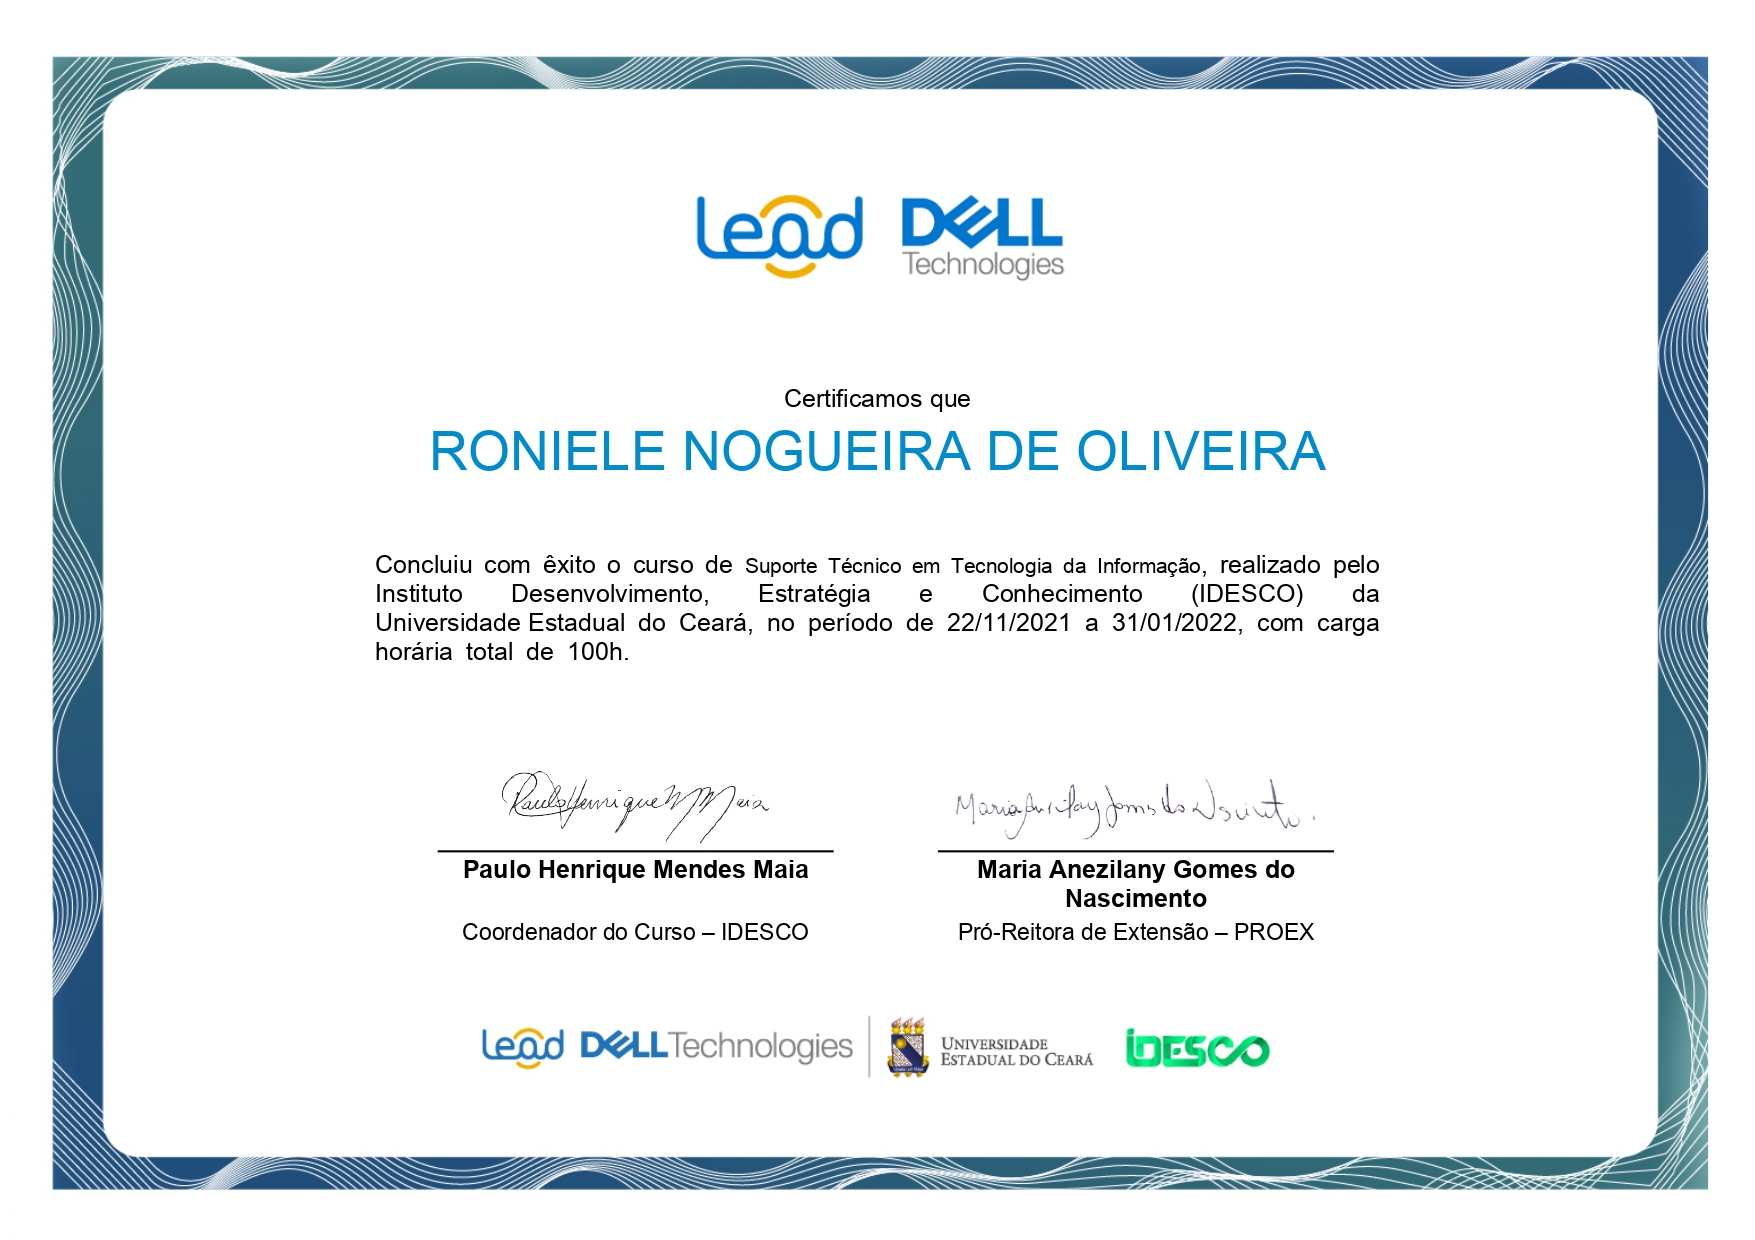 Lead DELL
Technologies
Certificamos que
RONIELE NOGUEIRA DE OLIVEIRA
Concluiu com êxito o curso de Suporte Técnico em Tecnologia da Informação, realizado pelo
Instituto Desenvolvimento, Estratégia e Conhecimento (IDESCO) da
Universidade Estadual do Ceará, no período de 22/11/2021 a 31/01/2022, com carga
horária total de 100h.
Paulo Henrique M Maia
Paulo Henrique Mendes Maia
Coordenador do Curso – IDESCO
Maria Anezilany Gomes do Nascimento
Maria Anezilany Gomes do
Nascimento
Pró-Reitora de Extensão – PROEX
Lead DELL Technologies
UNIVERSIDADE
ESTADUAL DO CEARÁ
IDESCO